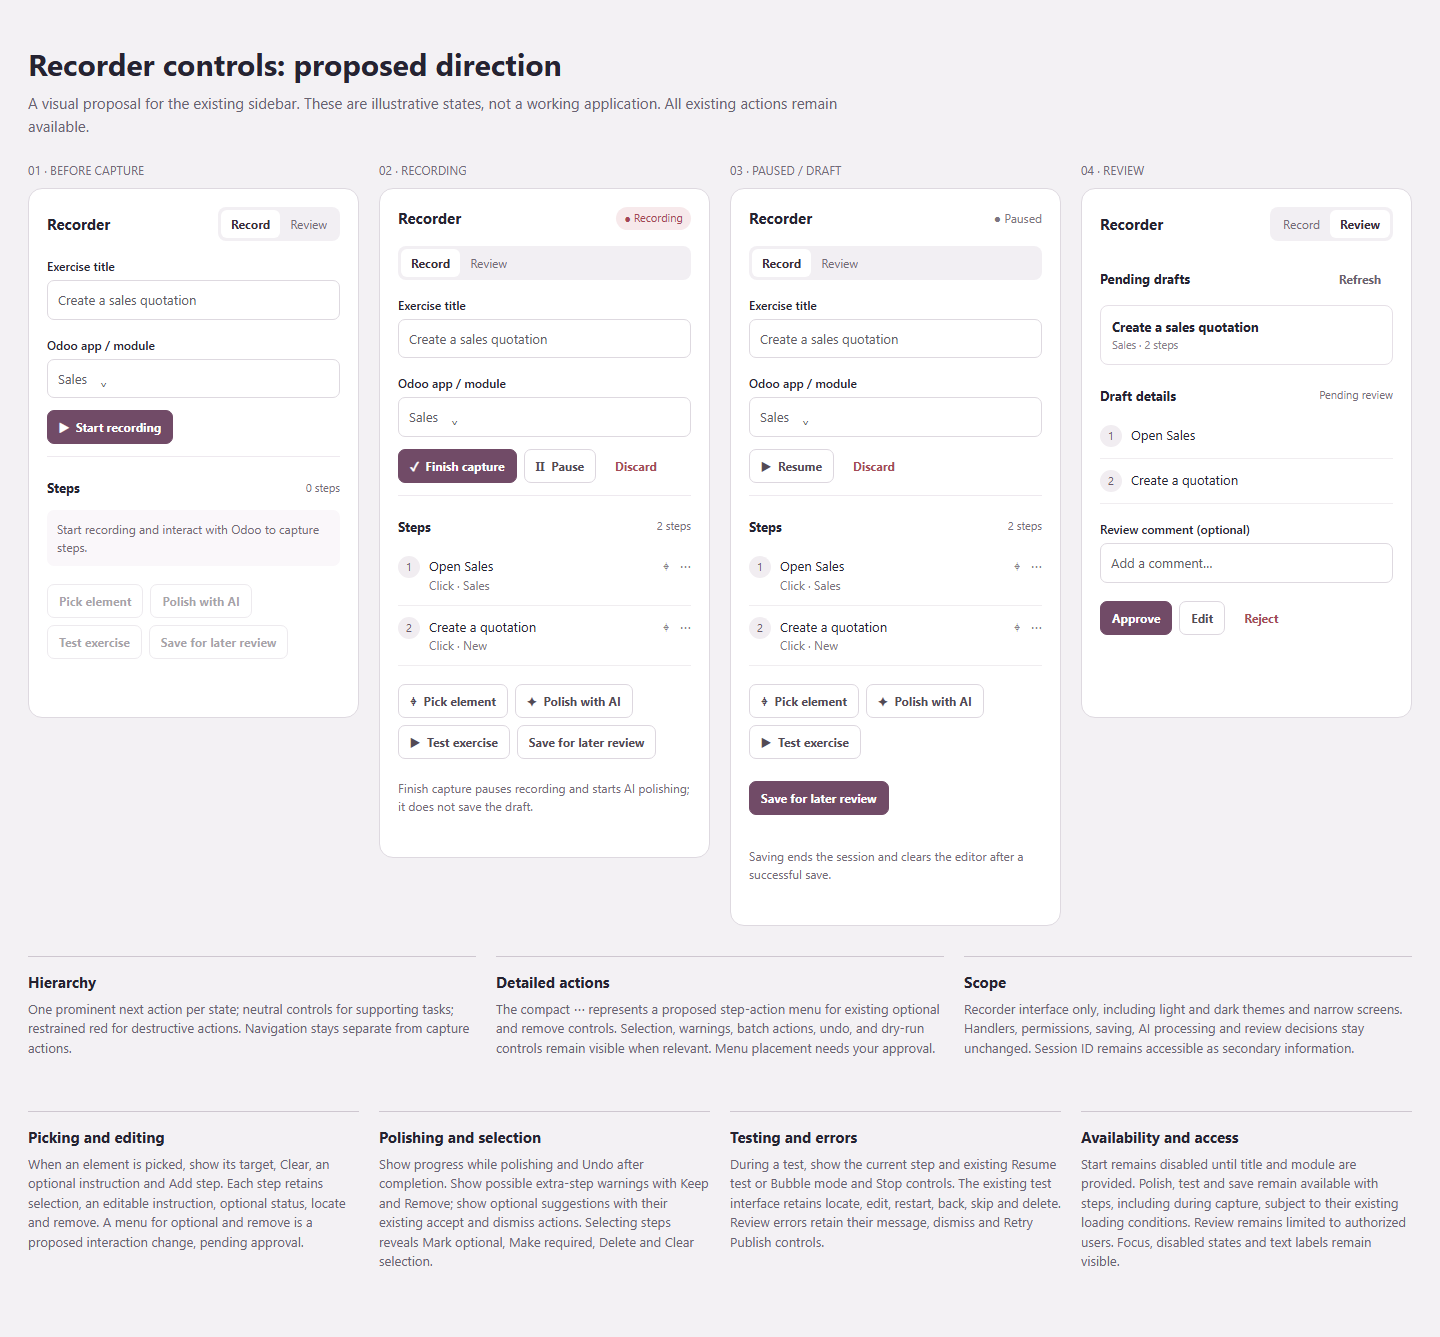 Recorder controls: proposed direction
A visual proposal for the existing sidebar. These are illustrative states, not a working application. All existing actions remain
available.
01 · BEFORE CAPTURE
Recorder
Record
Review
Exercise title
Create a sales quotation
Odoo app / module
Sales
▶ Start recording
Steps
0 steps
Start recording and interact with Odoo to capture
steps.
Pick element
Polish with AI
Test exercise
Save for later review
02 · RECORDING
Recorder
● Recording
Record
Review
Exercise title
Create a sales quotation
Odoo app / module
Sales
✓ Finish capture
Pause
Discard
Steps
2 steps
1
Open Sales
Click · Sales
···
2
Create a quotation
Click · New
···
Pick element
✦ Polish with AI
▶ Test exercise
Save for later review
Finish capture pauses recording and starts AI polishing;
it does not save the draft.
03 · PAUSED / DRAFT
Recorder
● Paused
Record
Review
Exercise title
Create a sales quotation
Odoo app / module
Sales
▶ Resume
Discard
Steps
2 steps
1
Open Sales
Click · Sales
···
2
Create a quotation
Click · New
···
Pick element
✦ Polish with AI
▶ Test exercise
Save for later review
Saving ends the session and clears the editor after a
successful save.
04 · REVIEW
Recorder
Record
Review
Pending drafts
Refresh
Create a sales quotation
Sales · 2 steps
Draft details
Pending review
1
Open Sales
2
Create a quotation
Review comment (optional)
Add a comment...
Approve
Edit
Reject
Hierarchy
One prominent next action per state; neutral controls for supporting tasks;
restrained red for destructive actions. Navigation stays separate from capture
actions.
Detailed actions
The compact ··· represents a proposed step-action menu for existing optional
and remove controls. Selection, warnings, batch actions, undo, and dry-run
controls remain visible when relevant. Menu placement needs your approval.
Scope
Recorder interface only, including light and dark themes and narrow screens.
Handlers, permissions, saving, AI processing and review decisions stay
unchanged. Session ID remains accessible as secondary information.
Picking and editing
When an element is picked, show its target, Clear, an
optional instruction and Add step. Each step retains
selection, an editable instruction, optional status, locate
and remove. A menu for optional and remove is a
proposed interaction change, pending approval.
Polishing and selection
Show progress while polishing and Undo after
completion. Show possible extra-step warnings with Keep
and Remove; show optional suggestions with their
existing accept and dismiss actions. Selecting steps
reveals Mark optional, Make required, Delete and Clear
selection.
Testing and errors
During a test, show the current step and existing Resume
test or Bubble mode and Stop controls. The existing test
interface retains locate, edit, restart, back, skip and delete.
Review errors retain their message, dismiss and Retry
Publish controls.
Availability and access
Start remains disabled until title and module are
provided. Polish, test and save remain available with
steps, including during capture, subject to their existing
loading conditions. Review remains limited to authorized
users. Focus, disabled states and text labels remain
visible.